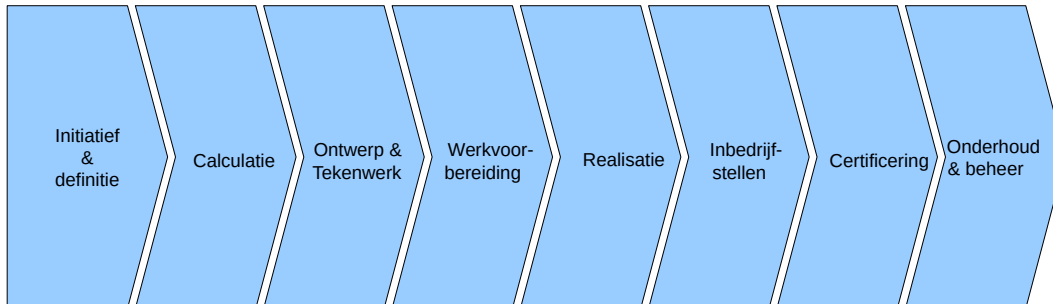 Initiatief
&
definitie
Calculatie
Ontwerp &
Tekenwerk
Werkvoor-
bereiding
Realisatie
Inbedrijf-
stellen
Certificering
Onderhoud
& beheer